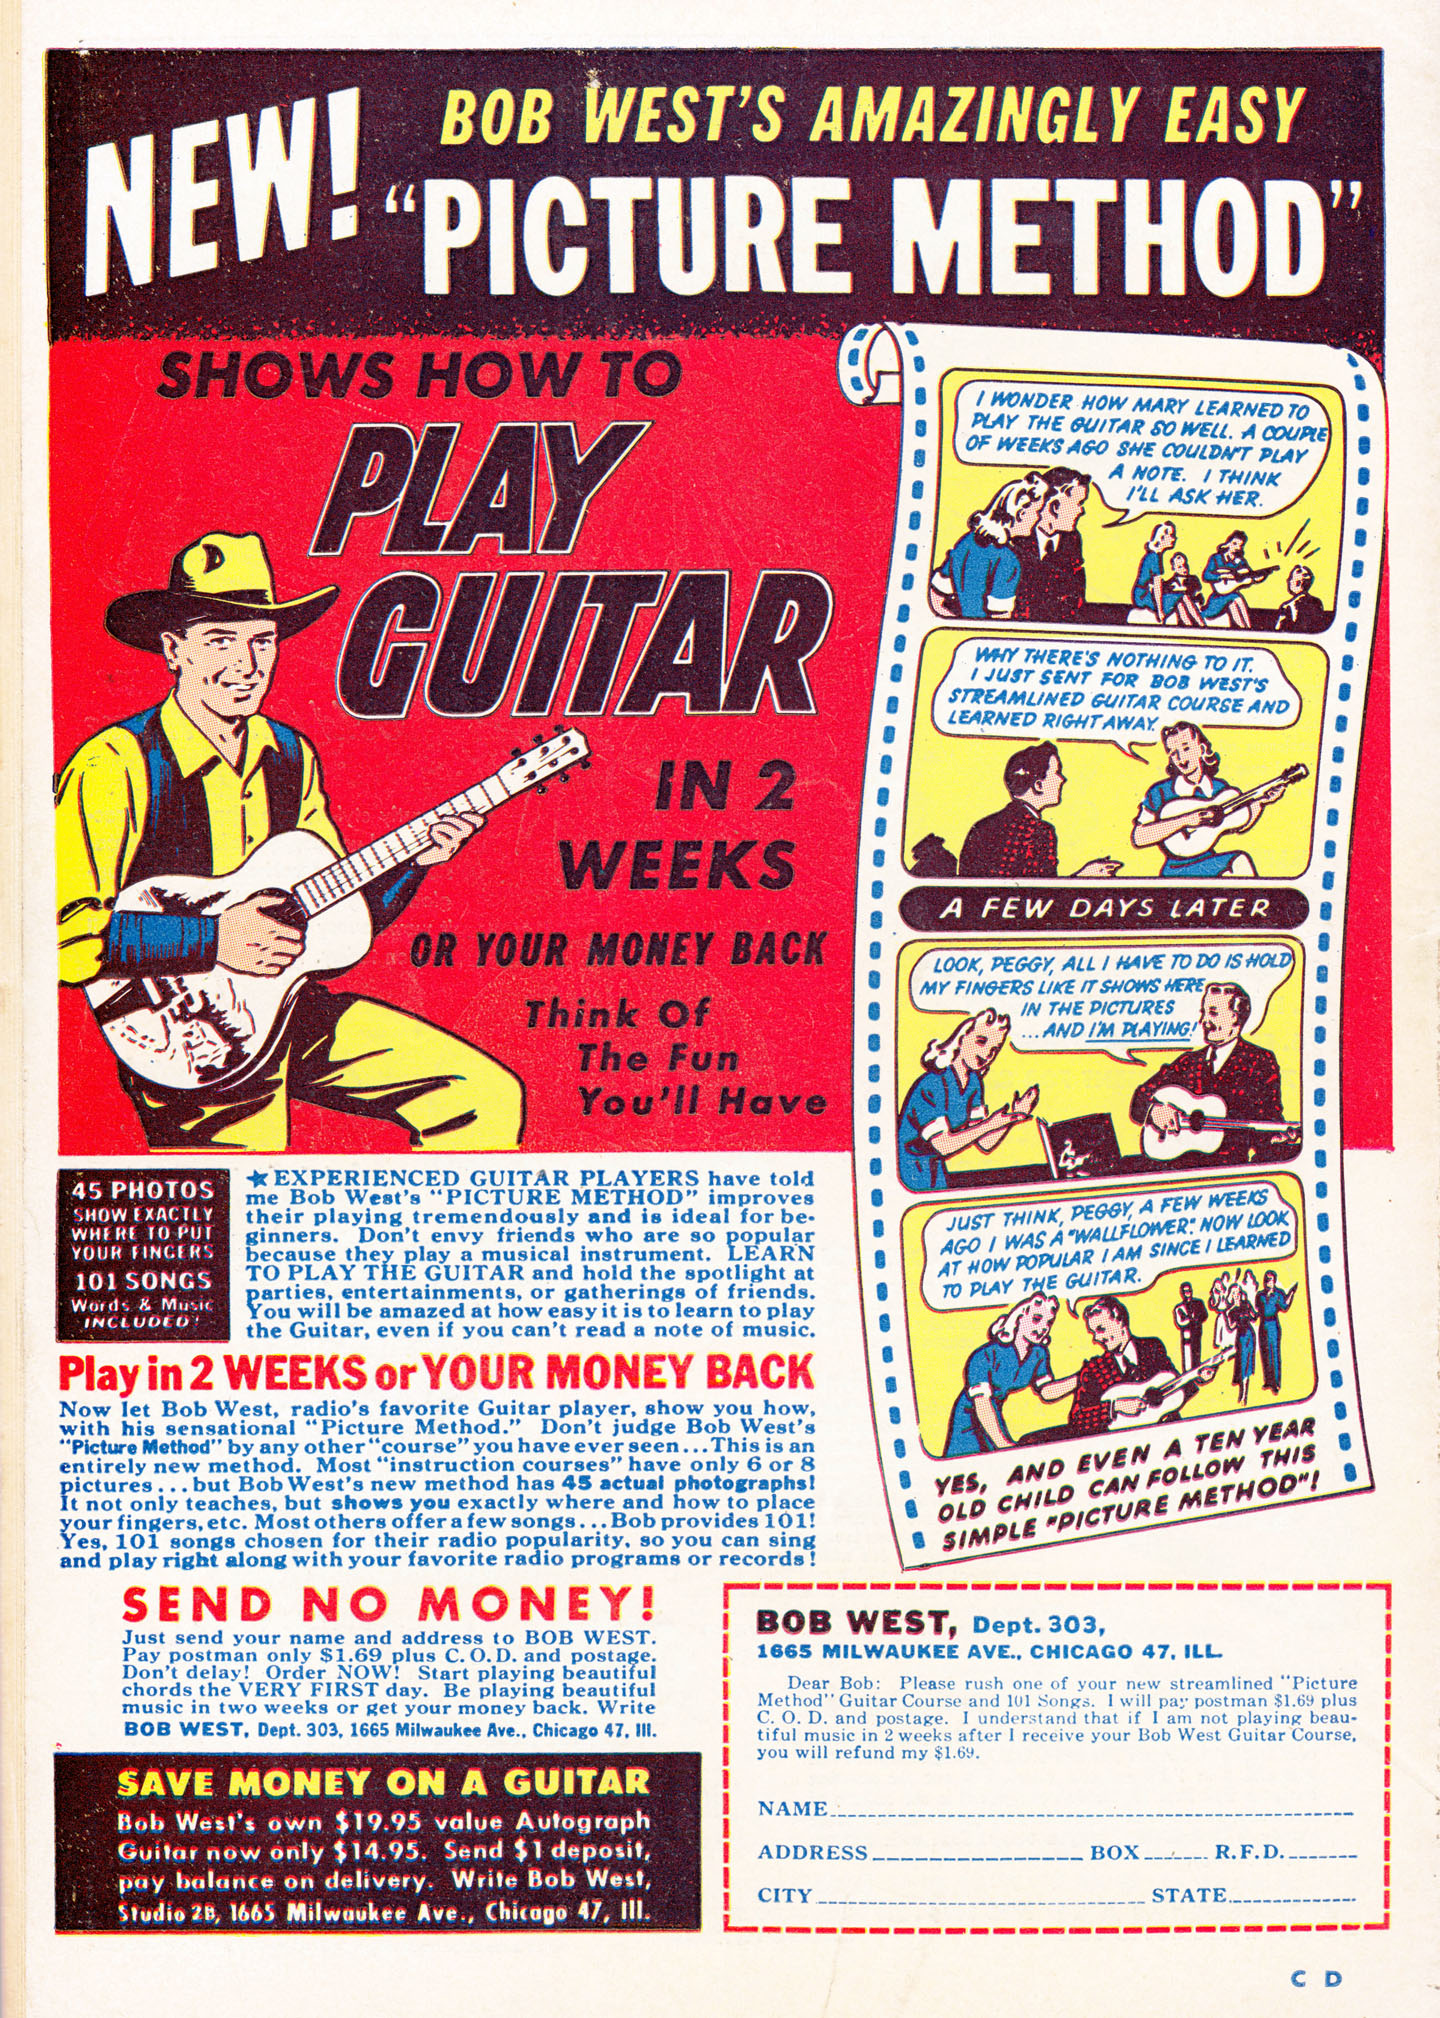 NEW!
BOB WEST'S AMAZINGLY EASY
"PICTURE METHOD"
SHOWS HOW TO
PLAY
GUITAR
IN 2
WEEKS
OR YOUR MONEY BACK
Think Of
The Fun
You'll Have
I WONDER HOW MARY LEARNED TO
PLAY THE GUITAR SO WELL. A COUPLE
OF WEEKS AGO SHE COULDN'T PLAY
A NOTE. I THINK
I'LL ASK HER.
WHY THERE'S NOTHING TO IT.
I JUST SENT FOR BOB WEST'S
STREAMLINED GUITAR COURSE AND
LEARNED RIGHT AWAY.
A FEW DAYS LATER
LOOK, PEGGY, ALL I HAVE TO DO IS HOLD
MY FINGERS LIKE IT SHOWS HERE
IN THE PICTURES
...AND I'M PLAYING!
JUST THINK, PEGGY, A FEW WEEKS
AGO I WAS A "WALLFLOWER". NOW LOOK
AT HOW POPULAR I AM SINCE I LEARNED
TO PLAY THE GUITAR.
YES, AND EVEN A TEN YEAR
OLD CHILD CAN FOLLOW THIS
SIMPLE "PICTURE METHOD"!
45 PHOTOS
SHOW EXACTLY
WHERE TO PUT
YOUR FINGERS
101 SONGS
Words & Music
INCLUDED!
★EXPERIENCED GUITAR PLAYERS have told
me Bob West's "PICTURE METHOD" improves
their playing tremendously and is ideal for be-
ginners. Don't envy friends who are so popular
because they play a musical instrument. LEARN
TO PLAY THE GUITAR and hold the spotlight at
parties, entertainments, or gatherings of friends.
You will be amazed at how easy it is to learn to play
the Guitar, even if you can't read a note of music.
Play in 2 WEEKS or YOUR MONEY BACK
Now let Bob West, radio's favorite Guitar player, show you how,
with his sensational "Picture Method." Don't judge Bob West's
"Picture Method" by any other "course" you have ever seen...This is an
entirely new method. Most "instruction courses" have only 6 or 8
pictures...but Bob West's new method has 45 actual photographs!
It not only teaches, but shows you exactly where and how to place
your fingers, etc. Most others offer a few songs...Bob provides 101!
Yes, 101 songs chosen for their radio popularity, so you can sing
and play right along with your favorite radio programs or records!
SEND NO MONEY!
Just send your name and address to BOB WEST.
Pay postman only $1.69 plus C.O.D. and postage.
Don't delay! Order NOW! Start playing beautiful
chords the VERY FIRST day. Be playing beautiful
music in two weeks or get your money back. Write
BOB WEST, Dept. 303, 1665 Milwaukee Ave., Chicago 47, Ill.
SAVE MONEY ON A GUITAR
Bob West's own $19.95 value Autograph
Guitar now only $14.95. Send $1 deposit,
pay balance on delivery. Write Bob West,
Studio 2B, 1665 Milwaukee Ave., Chicago 47, Ill.
BOB WEST, Dept. 303,
1665 MILWAUKEE AVE., CHICAGO 47, ILL.
Dear Bob: Please rush one of your new streamlined "Picture
Method" Guitar Course and 101 Songs. I will pay postman $1.69 plus
C. O. D. and postage. I understand that if I am not playing beau-
tiful music in 2 weeks after I receive your Bob West Guitar Course,
you will refund my $1.69.
NAME
ADDRESS BOX R.F.D.
CITY STATE
C D